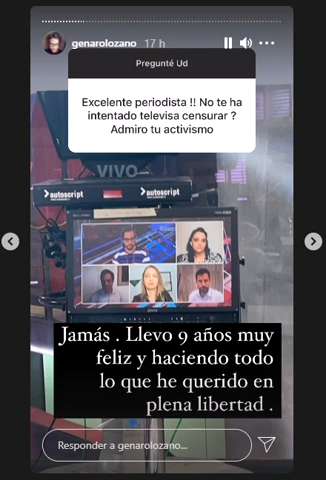 genarolozano 17 h
Pregunté Ud
Excelente periodista !! No te ha
intentado televisa censurar ?
Admiro tu activismo
VIVO
autoscript
autoscript
Jamás . Llevo 9 años muy
feliz y haciendo todo
lo que he querido en
plena libertad .
Responder a genarolozano...